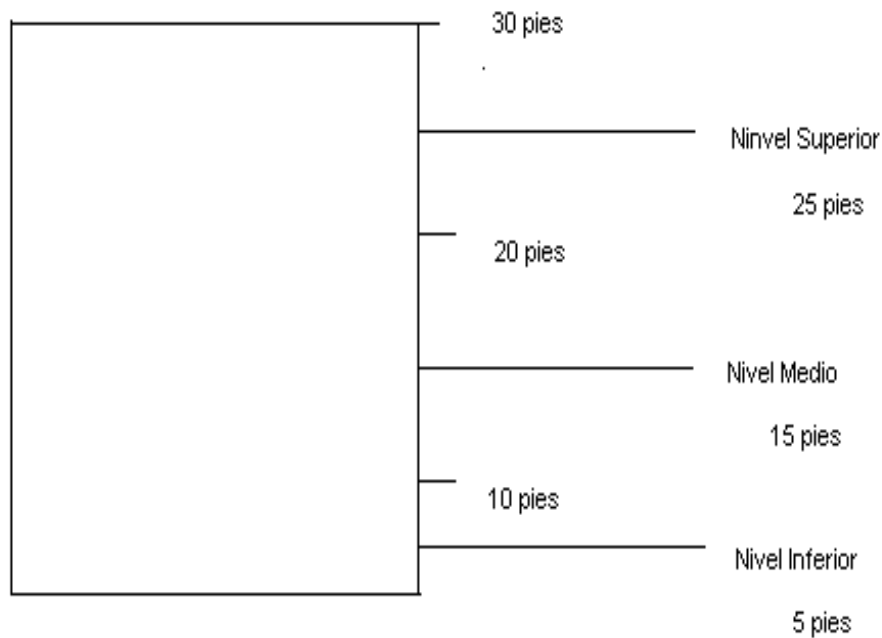 30 pies
Ninvel Superior
25 pies
20 pies
Nivel Medio
15 pies
10 pies
Nivel Inferior
5 pies